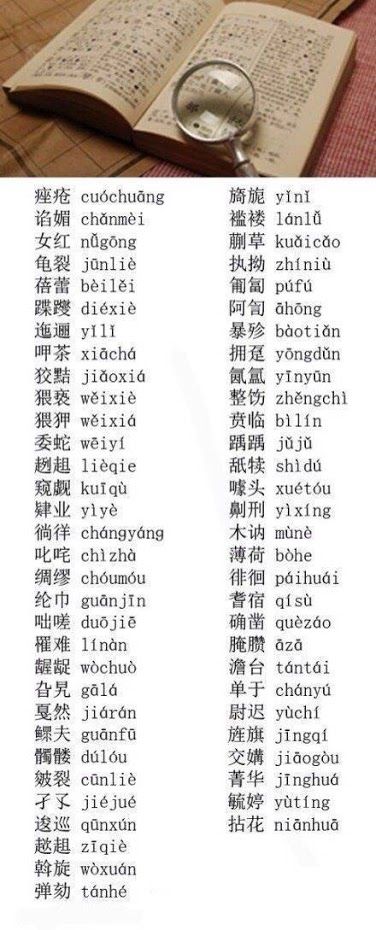 痤疮 cuóchuāng
谄媚 chǎnmèi
女红 nǚgōng
龟裂 jūnliè
蓓蕾 bèilěi
蹀躞 diéxiè
迤逦 yǐlǐ
呷茶 xiāchá
狡黠 jiǎoxiá
猥亵 wěixiè
猥狎 wěixiá
委蛇 wēiyí
趔趄 lièqie
窥觑 kuīqù
肄业 yìyè
徜徉 chángyáng
叱咤 chìzhà
绸缪 chóumóu
纶巾 guānjīn
咄嗟 duōjiē
罹难 línàn
龌龊 wòchuò
旮旯 gālá
戛然 jiárán
鳏夫 guānfū
髑髅 dúlóu
皴裂 cūnliè
孑孓 jiéjué
逡巡 qūnxún
趑趄 zīqiè
斡旋 wòxuán
弹劾 tánhé
旖旎 yǐnǐ
褴褛 lánlǚ
蒯草 kuǎicǎo
执拗 zhíniù
匍匐 púfú
阿訇 āhōng
暴殄 bàotiǎn
拥趸 yōngdǔn
氤氲 yīnyūn
整饬 zhěngchì
贲临 bìlín
踽踽 jǔjǔ
舐犊 shìdú
噱头 xuétóu
劓刑 yìxíng
木讷 mùnè
薄荷 bòhe
徘徊 páihuái
耆宿 qísù
确凿 quèzáo
腌臜 āzā
澹台 tántái
单于 chányú
尉迟 yùchí
旌旗 jīngqí
交媾 jiāogòu
菁华 jīnghuá
毓婷 yùtíng
拈花 niānhuā